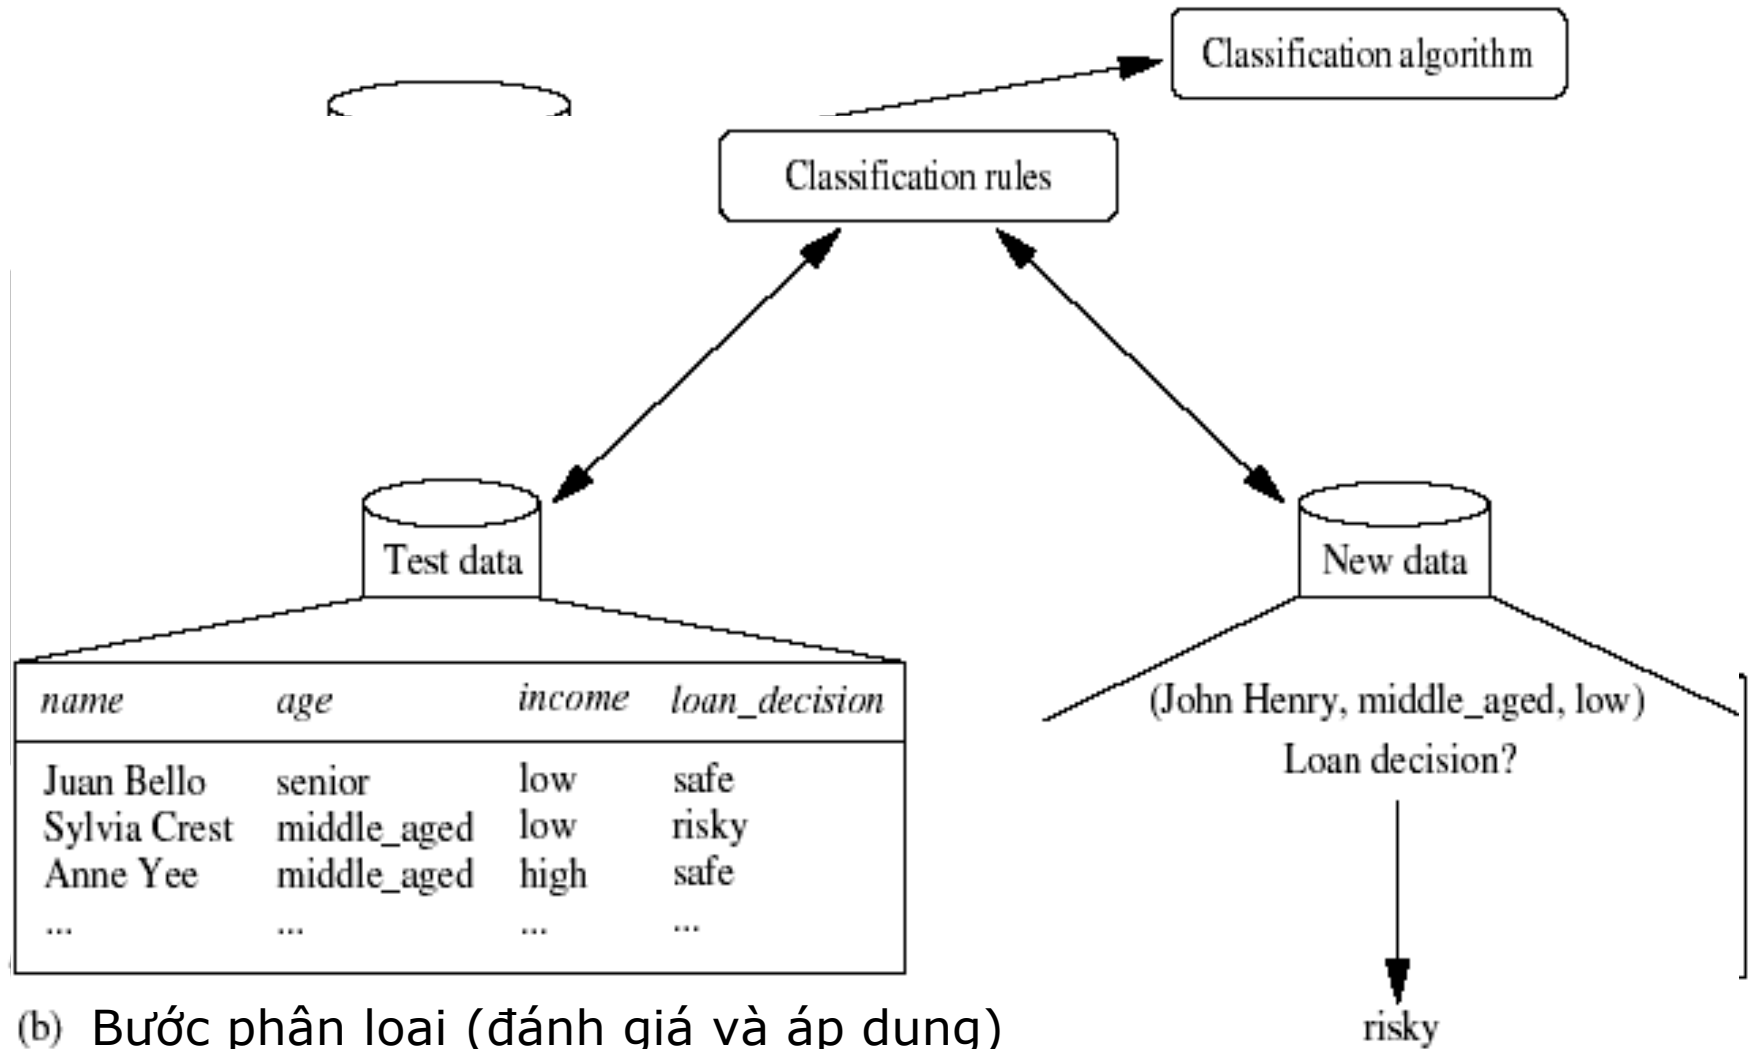 Classification algorithm
Classification rules
Test data
name age income loan_decision
Juan Bello senior low safe
Sylvia Crest middle_aged low risky
Anne Yee middle_aged high safe
... ... ... ...
New data
(John Henry, middle_aged, low)
Loan decision?
risky
(b) Bước phân loại (đánh giá và áp dụng)